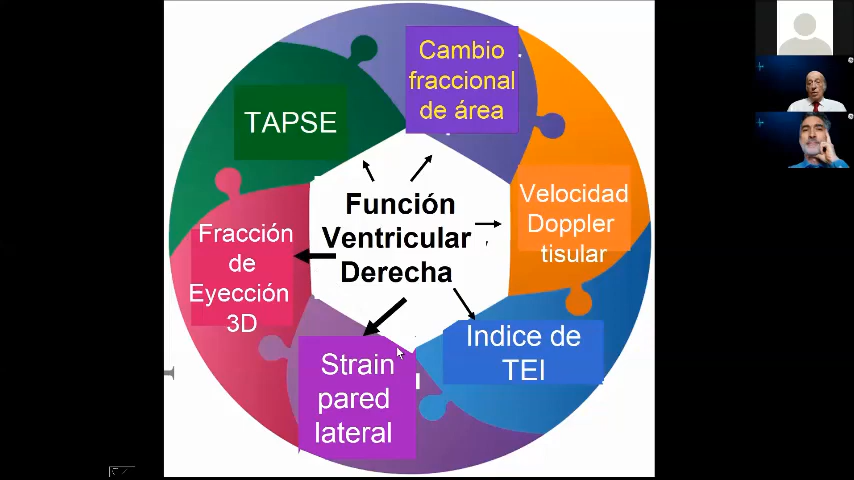 Cambio
fraccional
de área
TAPSE
Velocidad
Doppler
tisular
Función
Ventricular
Derecha
Fracción
de
Eyección
3D
Indice de
TEI
Strain
pared
lateral